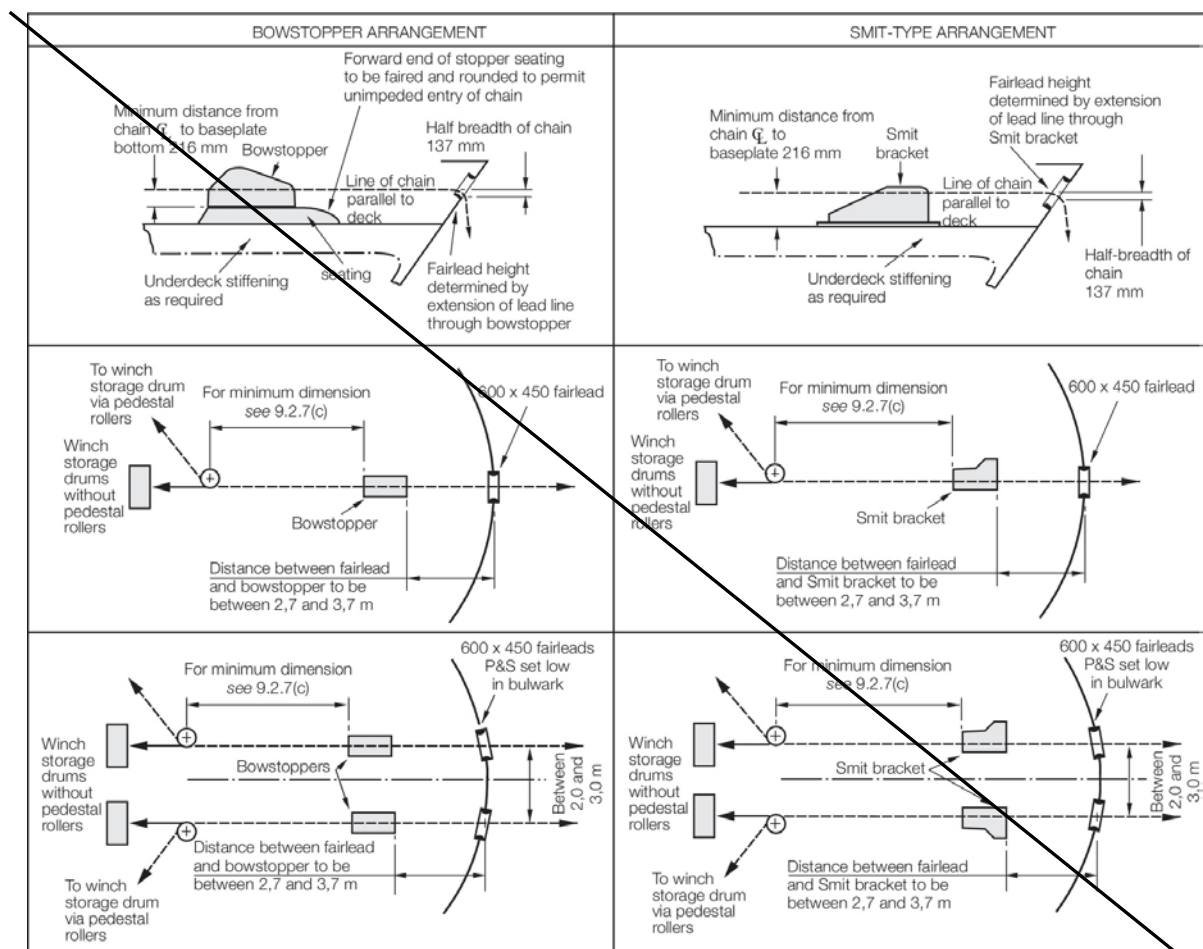 BOWSTOPPER ARRANGEMENT
SMIT-TYPE ARRANGEMENT
Forward end of stopper seating
to be faired and rounded to permit
unimpeded entry of chain
Minimum distance from
chain ℄ to baseplate
bottom 216 mm
Bowstopper
Half breadth of chain
137 mm
Line of chain
parallel to
deck
Underdeck stiffening
as required
seating
Fairlead height
determined by
extension of lead line
through bowstopper
Minimum distance from
chain ℄ to
baseplate 216 mm
Smit
bracket
Fairlead height
determined by extension
of lead line through
Smit bracket
Line of chain
parallel to
deck
Underdeck stiffening
as required
Half-breadth of
chain
137 mm
To winch
storage drum
via pedestal
rollers
For minimum dimension
see 9.2.7(c)
600 x 450 fairlead
Winch
storage
drums
without
pedestal
rollers
Bowstopper
Distance between fairlead
and bowstopper to be
between 2,7 and 3,7 m
To winch
storage drum
via pedestal
rollers
For minimum dimension
see 9.2.7(c)
600 x 450 fairlead
Winch
storage
drums
without
pedestal
rollers
Smit bracket
Distance between fairlead
and Smit bracket to be
between 2,7 and 3,7 m
For minimum dimension
see 9.2.7(c)
600 x 450 fairleads
P&S set low
in bulwark
Winch
storage
drums
without
pedestal
rollers
Bowstoppers
Between
2,0 and
3,0 m
Distance between fairlead
and bowstopper to be
between 2,7 and 3,7 m
To winch
storage drum
via pedestal
rollers
For minimum dimension
see 9.2.7(c)
600 x 450 fairleads
P&S set low
in bulwark
Winch
storage
drums
without
pedestal
rollers
Smit bracket
Between
2,0 and
3,0 m
Distance between fairlead
and Smit bracket to be
between 2,7 and 3,7 m
To winch
storage drum
via pedestal
rollers